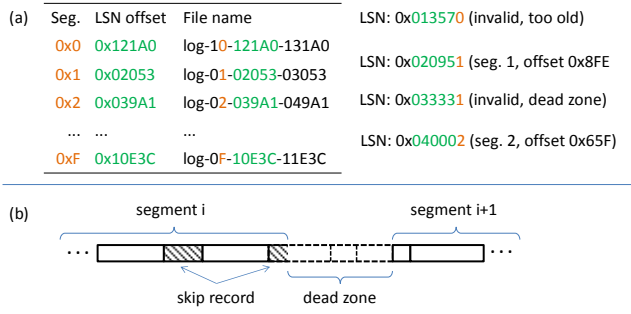 (a)
Seg. LSN offset File name
0x0 0x121A0 log-10-121A0-131A0
0x1 0x02053 log-01-02053-03053
0x2 0x039A1 log-02-039A1-049A1
... ... ...
0xF 0x10E3C log-0F-10E3C-11E3C
LSN: 0x013570 (invalid, too old)
LSN: 0x020951 (seg. 1, offset 0x8FE
LSN: 0x033331 (invalid, dead zone)
LSN: 0x040002 (seg. 2, offset 0x65F)
(b)
segment i segment i+1
... ...
skip record dead zone